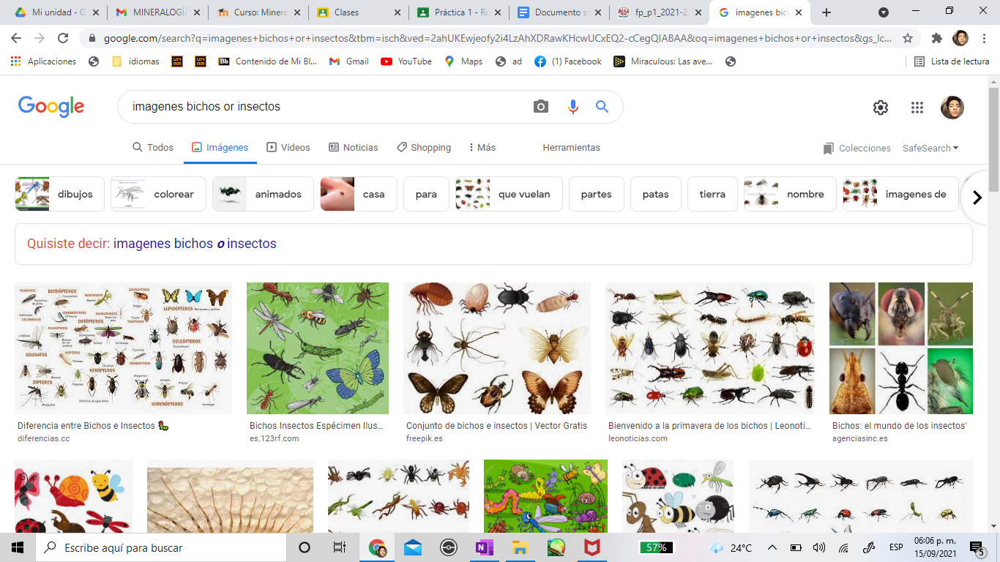 Mi unidad - G
MINERALOGÍA
Curso: Minera
Clases
Práctica 1 - Re
Documento si
fp_p1_2021-2
imagenes bich
google.com/search?q=imagenes+bichos+or+insectos&tbm=isch&ved=2ahUKEwjeofy2i4LzAhXDRawKHcwUCxEQ2-cCegQIABAA&oq=imagenes+bichos+or+insectos&gs_lc...
Aplicaciones
idiomas
Contenido de Mi Bl...
Gmail
YouTube
Maps
ad
(1) Facebook
Miraculous: Las ave...
Lista de lectura
Google
imagenes bichos or insectos
Todos
Imágenes
Videos
Noticias
Shopping
Más
Herramientas
Colecciones
SafeSearch
dibujos
colorear
animados
casa
para
que vuelan
partes
patas
tierra
nombre
imagenes de
Quisiste decir: imagenes bichos o insectos
DICTIÓPTEROS
LEPIDÓPTEROS
ORTÓPTEROS
COLEÓPTEROS
ODONATOS
HEMÍPTEROS
DÍPTEROS
HIMENÓPTEROS
Diferencia entre Bichos e Insectos
diferencias.cc
Bichos Insectos Espécimen Ilus...
es.123rf.com
Conjunto de bichos e insectos | Vector Gratis
freepik.es
Bienvenido a la primavera de los bichos | Leonoti...
leonoticias.com
Bichos: el mundo de los insectos'
agenciasinc.es
Escribe aquí para buscar
57%
24°C
ESP
06:06 p. m.
15/09/2021
5